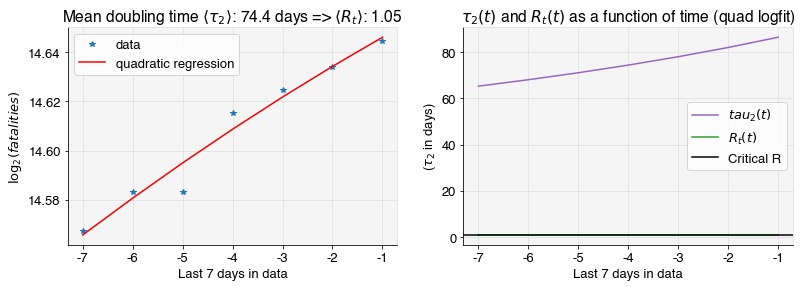 Mean doubling time ⟨τ₂⟩: 74.4 days => ⟨Rₜ⟩: 1.05
data
quadratic regression
log₂(fatalities)
14.64
14.62
14.60
14.58
-7 -6 -5 -4 -3 -2 -1
Last 7 days in data
τ₂(t) and Rₜ(t) as a function of time (quad logfit)
tau₂(t)
Rₜ(t)
Critical R
(τ₂ in days)
80
60
40
20
0
-7 -6 -5 -4 -3 -2 -1
Last 7 days in data